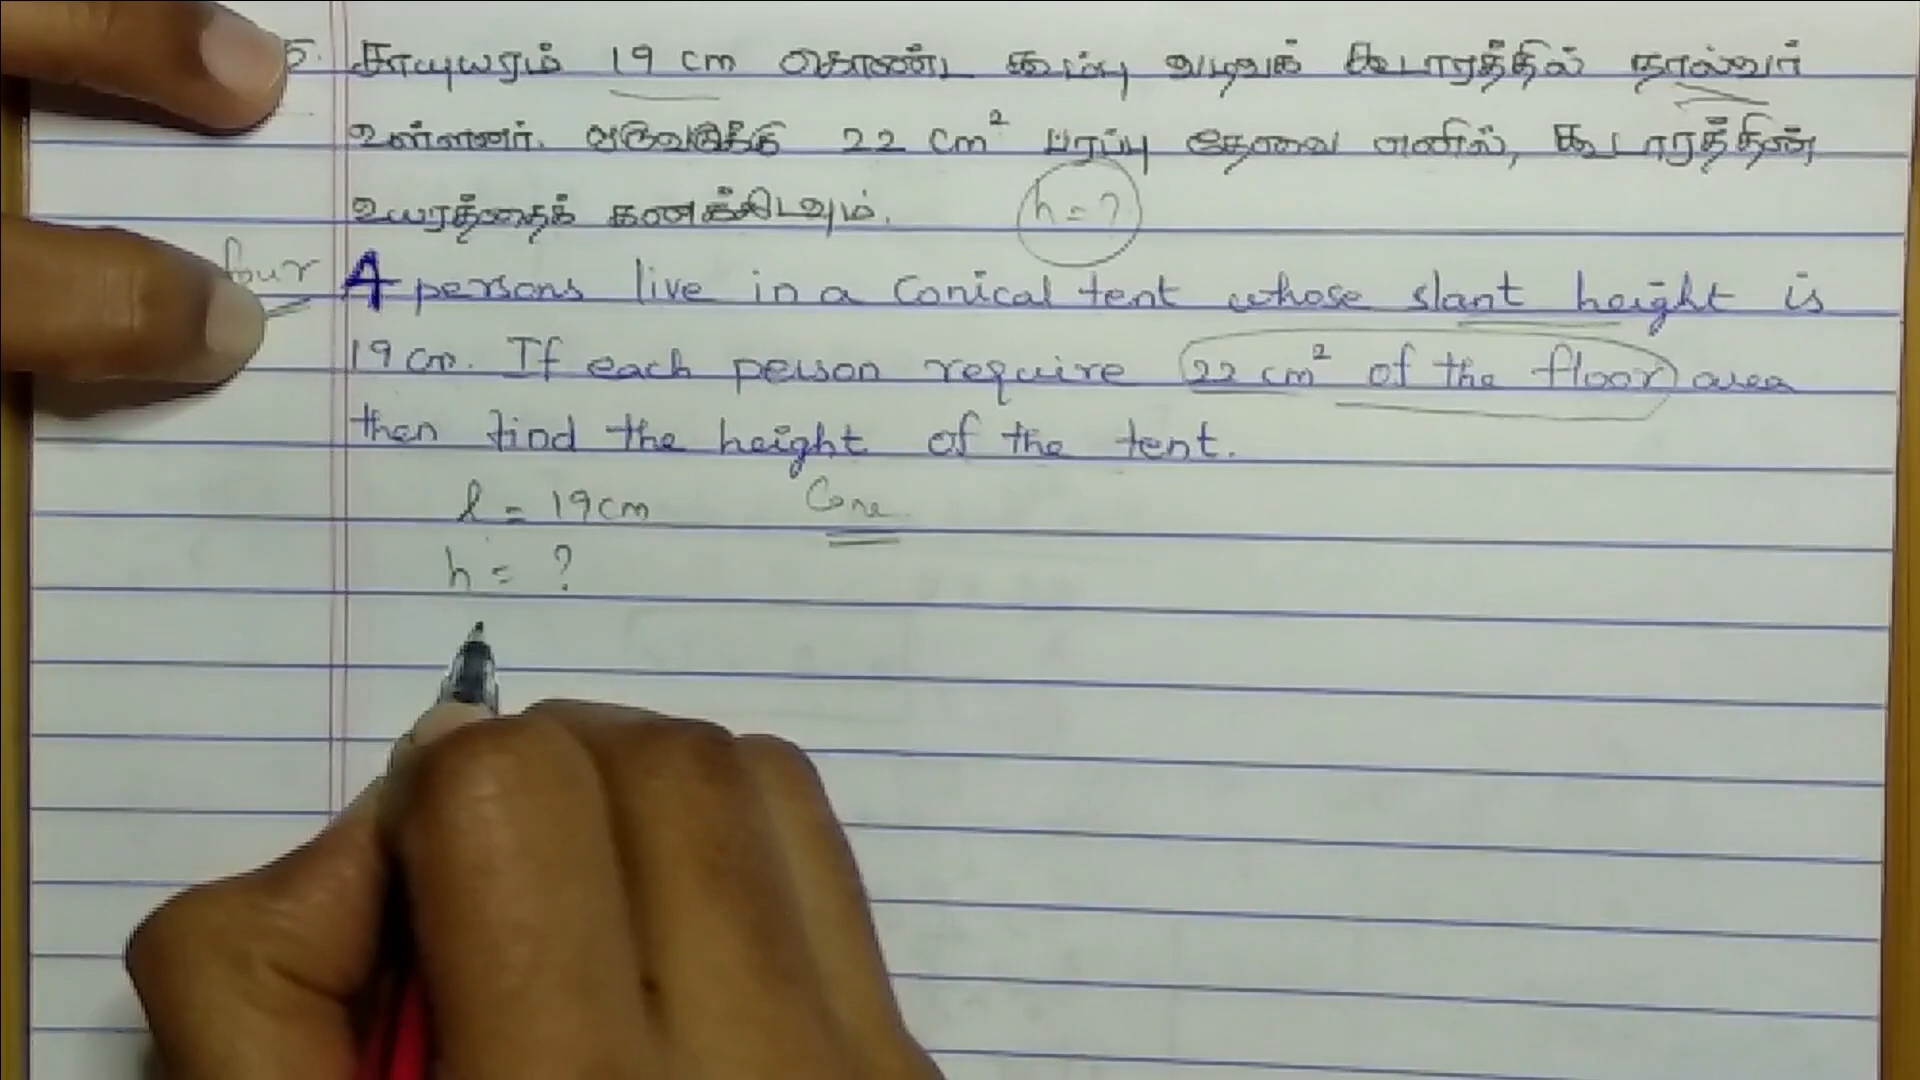 5. சாயுயரம் 19 cm கொண்ட கூம்பு வடிவக் கூடாரத்தில் நால்வர்
உள்ளனர். ஒருவருக்கு 22 cm² பரப்பு தேவை எனில், கூடாரத்தின்
உயரத்தைக் கணக்கிடவும்.
h = ?
four 4 persons live in a Conical tent whose slant height is
19 cm. If each person require 22 cm² of the floor area
then find the height of the tent.
l = 19cm Cone
h = ?